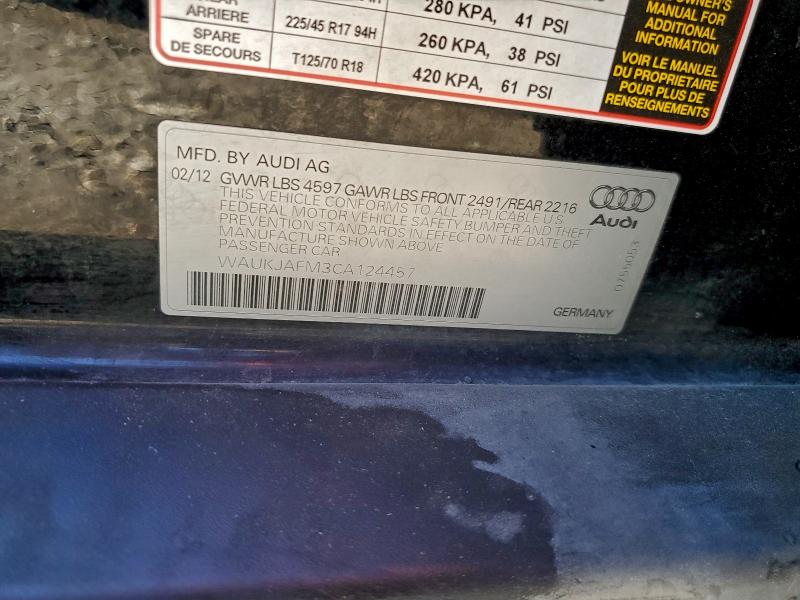 ARRIERE 225/45 R17 94H 280 KPA, 41 PSI
SPARE
DE SECOURS T125/70 R18 260 KPA, 38 PSI
420 KPA, 61 PSI
OWNER'S
MANUAL FOR
ADDITIONAL
INFORMATION
VOIR LE MANUEL
DU PROPRIETAIRE
POUR PLUS DE
RENSEIGNEMENTS
MFD. BY AUDI AG
02/12 GVWR LBS 4597 GAWR LBS FRONT 2491/REAR 2216
THIS VEHICLE CONFORMS TO ALL APPLICABLE U.S.
FEDERAL MOTOR VEHICLE SAFETY BUMPER AND THEFT
PREVENTION STANDARDS IN EFFECT ON THE DATE OF
MANUFACTURE SHOWN ABOVE
PASSENGER CAR
WAUKJAFM3CA124457
Audi
0755053
GERMANY